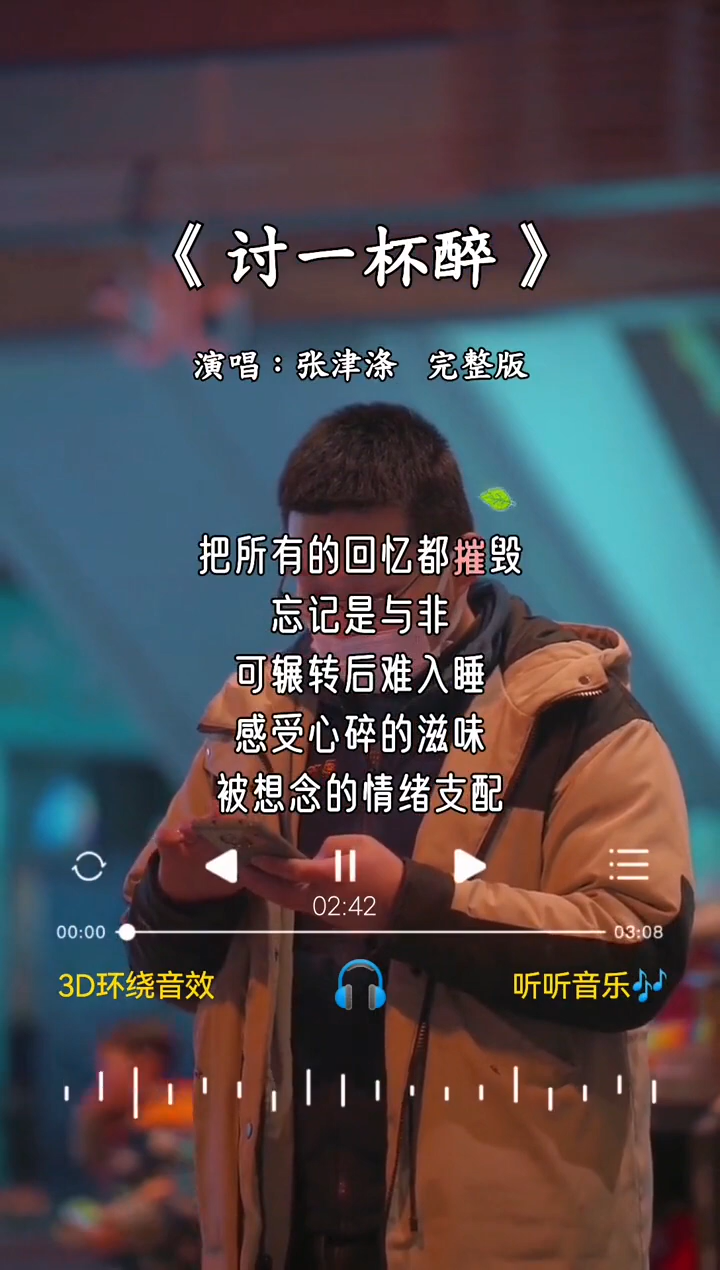 《讨一杯醉》
演唱：张津涤 完整版
把所有的回忆都摧毁
忘记是与非
可辗转后难入睡
感受心碎的滋味
被想念的情绪支配
02:42
00:00 03:08
3D环绕音效 听听音乐